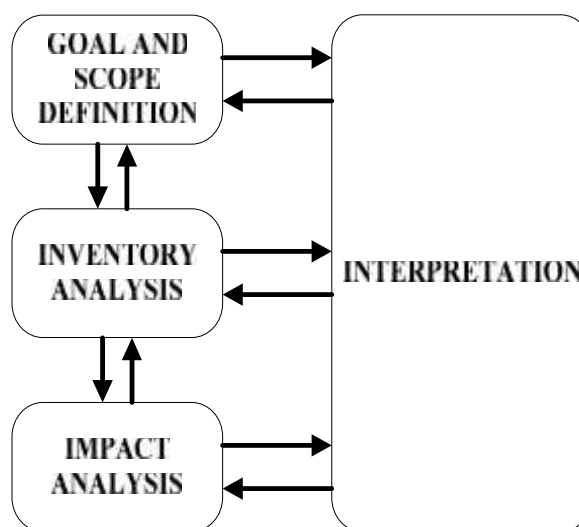 GOAL AND
SCOPE
DEFINITION
INVENTORY
ANALYSIS
INTERPRETATION
IMPACT
ANALYSIS